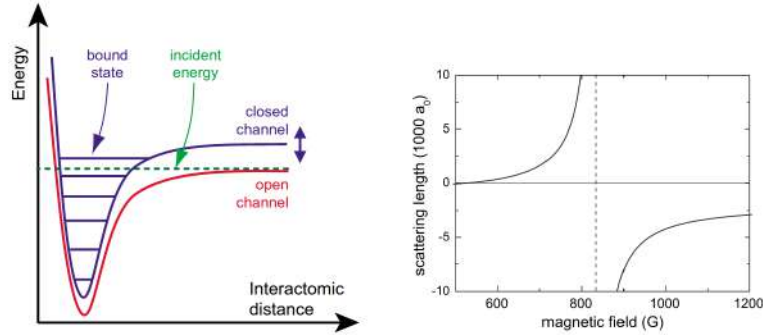 Energy
bound
state
incident
energy
closed
channel
open
channel
Interactomic
distance
scattering length (1000 a₀)
10
5
0
-5
-10
600
800
1000
1200
magnetic field (G)